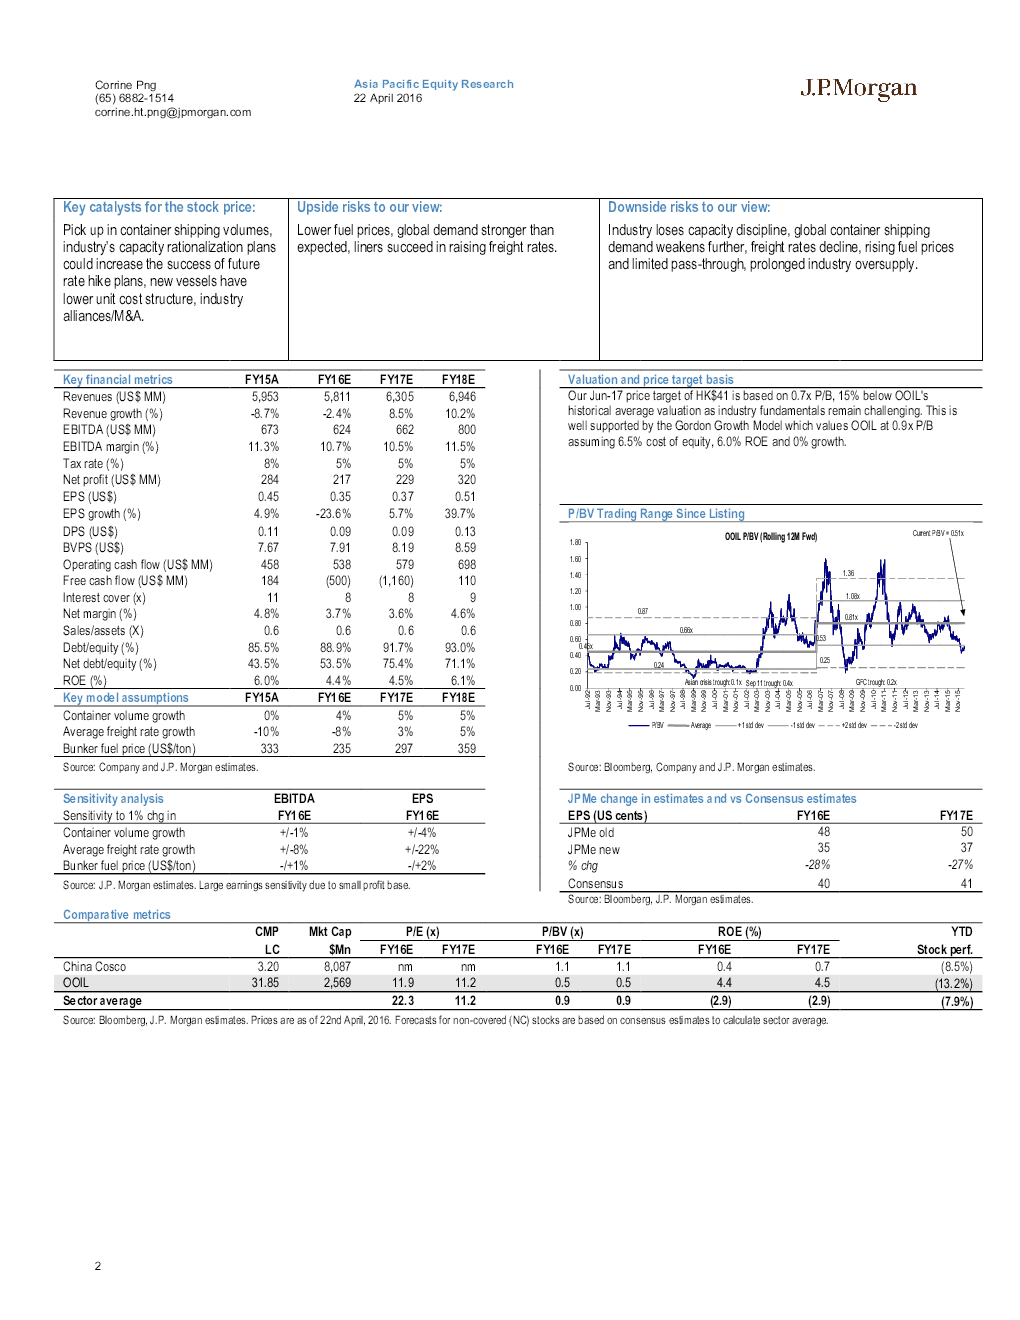 Corrine Png
(65) 6882-1514
corrine.ht.png@jpmorgan.com
Asia Pacific Equity Research
22 April 2016
J.P.Morgan
Key catalysts for the stock price:
Pick up in container shipping volumes,
industry's capacity rationalization plans
could increase the success of future
rate hike plans, new vessels have
lower unit cost structure, industry
alliances/M&A.
Upside risks to our view:
Lower fuel prices, global demand stronger than
expected, liners succeed in raising freight rates.
Downside risks to our view:
Industry loses capacity discipline, global container shipping
demand weakens further, freight rates decline, rising fuel prices
and limited pass-through, prolonged industry oversupply.
Key financial metrics FY15A FY16E FY17E FY18E
Revenues (US$ MM) 5,953 5,811 6,305 6,946
Revenue growth (%) -8.7% -2.4% 8.5% 10.2%
EBITDA (US$ MM) 673 624 662 800
EBITDA margin (%) 11.3% 10.7% 10.5% 11.5%
Tax rate (%) 8% 5% 5% 5%
Net profit (US$ MM) 284 217 229 320
EPS (US$) 0.45 0.35 0.37 0.51
EPS growth (%) 4.9% -23.6% 5.7% 39.7%
DPS (US$) 0.11 0.09 0.09 0.13
BVPS (US$) 7.67 7.91 8.19 8.59
Operating cash flow (US$ MM) 458 538 579 698
Free cash flow (US$ MM) 184 (500) (1,160) 110
Interest cover (x) 11 8 8 9
Net margin (%) 4.8% 3.7% 3.6% 4.6%
Sales/assets (X) 0.6 0.6 0.6 0.6
Debt/equity (%) 85.5% 88.9% 91.7% 93.0%
Net debt/equity (%) 43.5% 53.5% 75.4% 71.1%
ROE (%) 6.0% 4.4% 4.5% 6.1%
Key model assumptions FY15A FY16E FY17E FY18E
Container volume growth 0% 4% 5% 5%
Average freight rate growth -10% -8% 3% 5%
Bunker fuel price (US$/ton) 333 235 297 359
Source: Company and J.P. Morgan estimates.
Valuation and price target basis
Our Jun-17 price target of HK$41 is based on 0.7x P/B, 15% below OOIL's
historical average valuation as industry fundamentals remain challenging. This is
well supported by the Gordon Growth Model which values OOIL at 0.9x P/B
assuming 6.5% cost of equity, 6.0% ROE and 0% growth.
P/BV Trading Range Since Listing
OOIL P/BV (Rolling 12M Fwd)
Current P/BV = 0.51x
1.80
1.60
1.40
1.20
1.00
0.80
0.60
0.40
0.20
0.00
0.87
0.66x
0.24
1.36
1.08x
0.81x
0.53
0.25
Asian crisis trough: 0.1x
Sep 11 trough: 0.4x
GFC trough: 0.2x
Jul-92 Mar-93 Nov-93 Jul-94 Mar-95 Nov-95 Jul-96 Mar-97 Nov-97 Jul-98 Mar-99 Nov-99 Jul-00 Mar-01 Nov-01 Jul-02 Mar-03 Nov-03 Jul-04 Mar-05 Nov-05 Jul-06 Mar-07 Nov-07 Jul-08 Mar-09 Nov-09 Jul-10 Mar-11 Nov-11 Jul-12 Mar-13 Nov-13 Jul-14 Mar-15 Nov-15
P/BV Average +1 std dev -1 std dev +2 std dev -2 std dev
Source: Bloomberg, Company and J.P. Morgan estimates.
Sensitivity analysis EBITDA EPS
Sensitivity to 1% chg in FY16E FY16E
Container volume growth +/-1% +/-4%
Average freight rate growth +/-8% +/-22%
Bunker fuel price (US$/ton) -/+1% -/+2%
Source: J.P. Morgan estimates. Large earnings sensitivity due to small profit base.
JPMe change in estimates and vs Consensus estimates
EPS (US cents) FY16E FY17E
JPMe old 48 50
JPMe new 35 37
% chg -28% -27%
Consensus 40 41
Source: Bloomberg, J.P. Morgan estimates.
Comparative metrics
CMP Mkt Cap P/E (x) P/BV (x) ROE (%) YTD
LC $Mn FY16E FY17E FY16E FY17E FY16E FY17E Stock perf.
China Cosco 3.20 8,087 nm nm 1.1 1.1 0.4 0.7 (8.5%)
OOIL 31.85 2,569 11.9 11.2 0.5 0.5 4.4 4.5 (13.2%)
Sector average 22.3 11.2 0.9 0.9 (2.9) (2.9) (7.9%)
Source: Bloomberg, J.P. Morgan estimates. Prices are as of 22nd April, 2016. Forecasts for non-covered (NC) stocks are based on consensus estimates to calculate sector average.
2